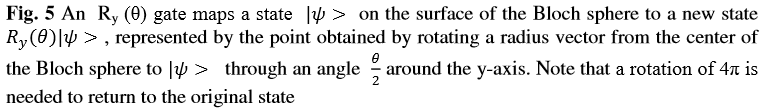 Fig. 5 An R_y (θ) gate maps a state |ψ > on the surface of the Bloch sphere to a new state
R_y(θ)|ψ > , represented by the point obtained by rotating a radius vector from the center of
the Bloch sphere to |ψ > through an angle θ/2 around the y-axis. Note that a rotation of 4π is
needed to return to the original state